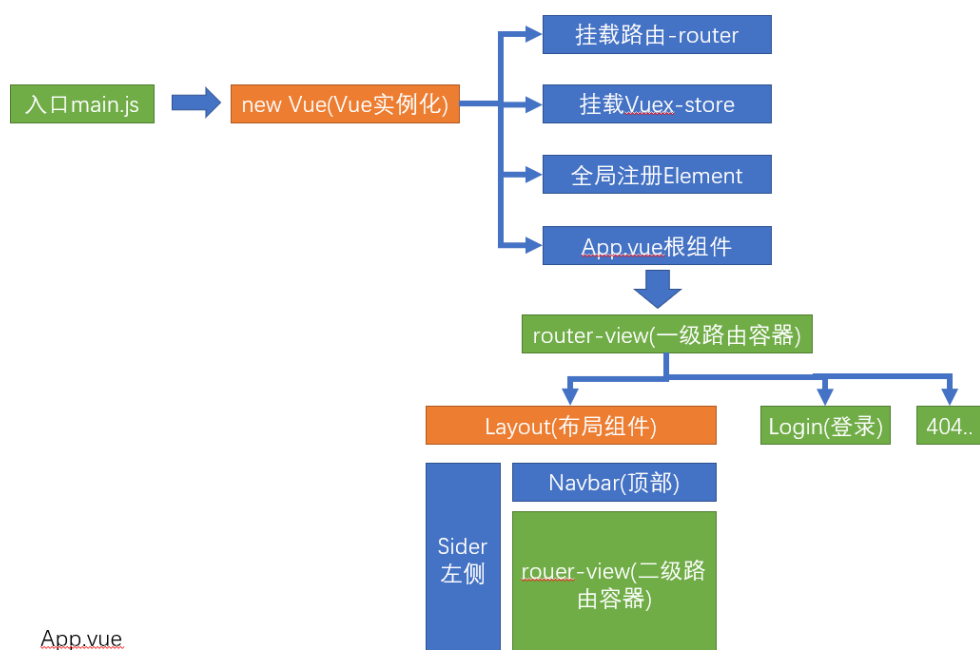 挂载路由-router
入口main.js
new Vue(Vue实例化)
挂载Vuex-store
全局注册Element
App.vue根组件
router-view(一级路由容器)
Layout(布局组件)
Login(登录)
404..
Navbar(顶部)
Sider
左侧
rouer-view(二级路
由容器)
App.vue